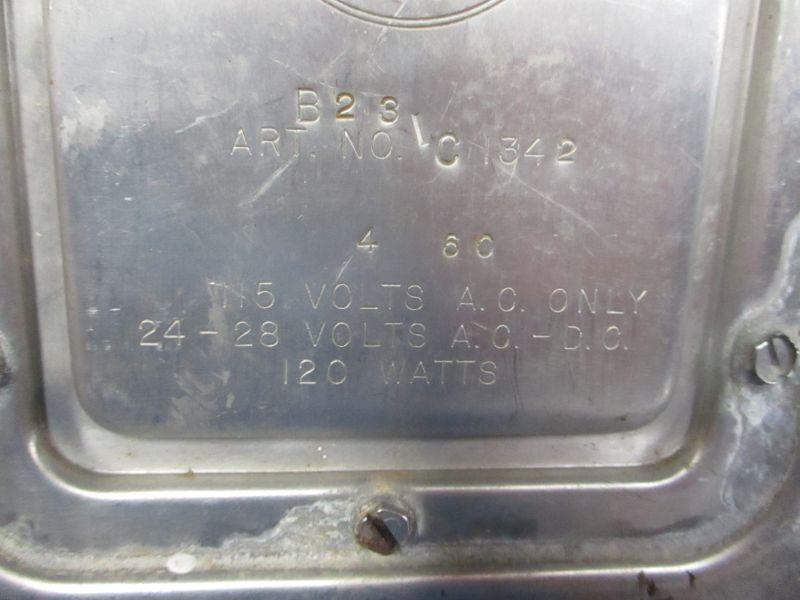 B23
ART. NO. C1342
4 60
115 VOLTS A.C. ONLY
24-28 VOLTS A.C.-D.C.
120 WATTS